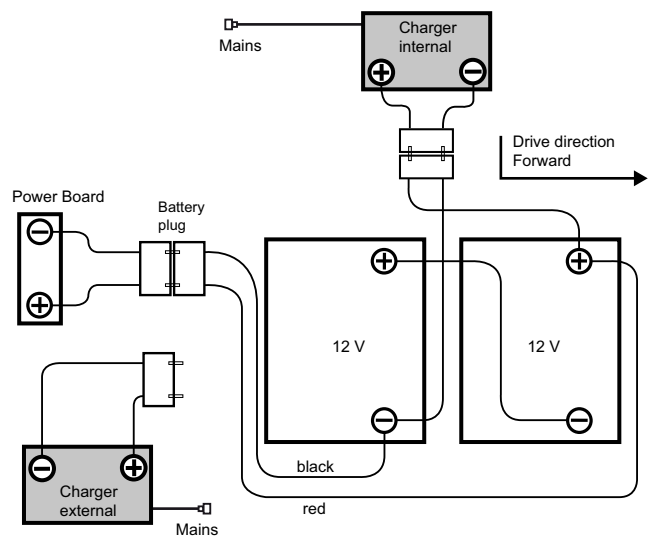 Charger
internal
Mains
Drive direction
Forward
Power Board
Battery
plug
12 V
12 V
black
red
Charger
external
Mains